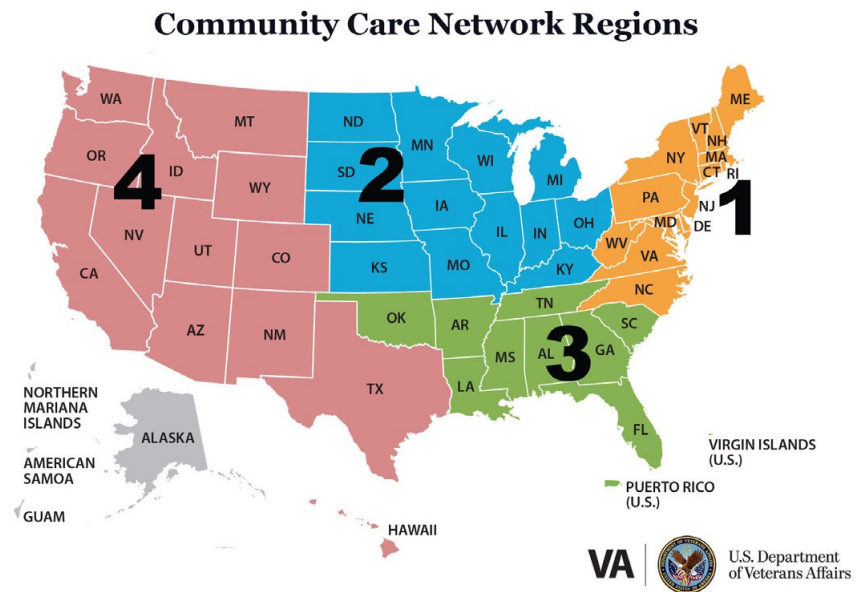 Community Care Network Regions
WA
MT
ND
MN
ME
VT
NH
OR
ID
SD
WI
MI
NY
MA
CT
RI
4
2
1
WY
NE
IA
PA
NJ
NV
UT
CO
IL
IN
OH
MD
DE
WV
VA
CA
KS
MO
KY
NC
AZ
NM
OK
AR
TN
SC
MS
AL
3
GA
TX
LA
FL
NORTHERN
MARIANA
ISLANDS
ALASKA
AMERICAN
SAMOA
GUAM
HAWAII
VIRGIN ISLANDS
(U.S.)
PUERTO RICO
(U.S.)
VA
U.S. Department
of Veterans Affairs